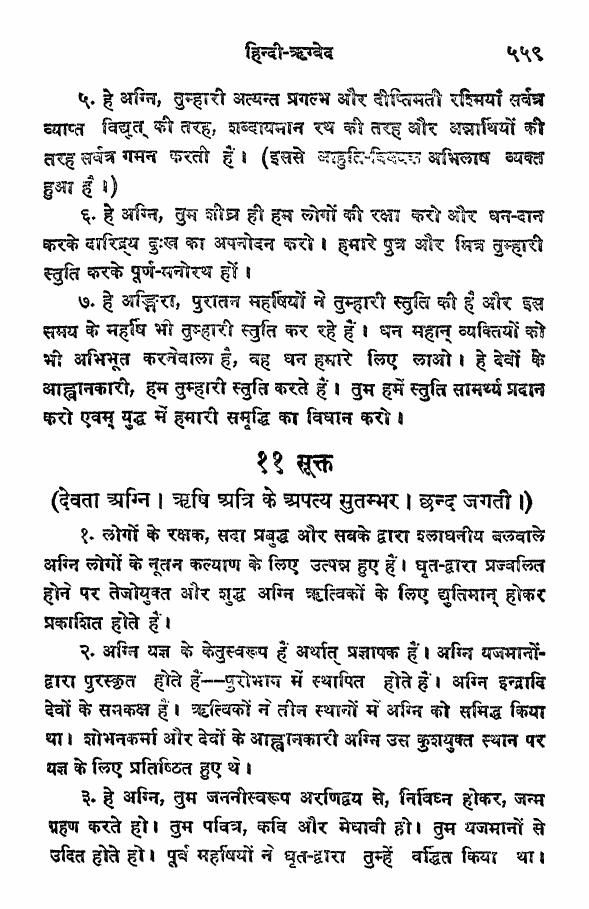 हिन्दी-ऋग्वेद ५५९
५. हे अग्नि, तुम्हारी अत्यन्त प्रगल्भ और दीप्तिमती रश्मियाँ सर्वत्र
व्याप्त विद्युत् की तरह, शब्दायमान रथ की तरह और अन्नार्थियों की
तरह सर्वत्र गमन करती हैं। (इससे आहुति-विषयक अभिलाष व्यक्त
हुआ है।)
६. हे अग्नि, तुम शीघ्र ही हम लोगों की रक्षा करो और धन-दान
करके दारिद्र्य दुःख का अपनोदन करो। हमारे पुत्र और मित्र तुम्हारी
स्तुति करके पूर्ण-मनोरथ हों।
७. हे अङ्गिरा, पुरातन महर्षियों ने तुम्हारी स्तुति की है और इस
समय के महर्षि भी तुम्हारी स्तुति कर रहे हैं। धन महान् व्यक्तियों को
भी अभिभूत करनेवाला है, वह धन हमारे लिए लाओ। हे देवों के
आह्वानकारी, हम तुम्हारी स्तुति करते हैं। तुम हमें स्तुति सामर्थ्य प्रदान
करो एवम् युद्ध में हमारी समृद्धि का विधान करो।
११ सूक्त
(देवता अग्नि। ऋषि अत्रि के अपत्य सुतम्भर। छन्द जगती।)
१. लोगों के रक्षक, सदा प्रबुद्ध और सबके द्वारा श्लाघनीय बलवाले
अग्नि लोगों के नूतन कल्याण के लिए उत्पन्न हुए हैं। घृत-द्वारा प्रज्वलित
होने पर तेजोयुक्त और शुद्ध अग्नि ऋत्विकों के लिए द्युतिमान् होकर
प्रकाशित होते हैं।
२. अग्नि यज्ञ के केतुस्वरूप हैं अर्थात् प्रज्ञापक हैं। अग्नि यजमानों-
द्वारा पुरस्कृत होते हैं—पुरोभाग में स्थापित होते हैं। अग्नि इन्द्रादि
देवों के समकक्ष हैं। ऋत्विकों ने तीन स्थानों में अग्नि को समिद्ध किया
था। शोभनकर्मा और देवों के आह्वानकारी अग्नि उस कुशयुक्त स्थान पर
यज्ञ के लिए प्रतिष्ठित हुए थे।
३. हे अग्नि, तुम जननीस्वरूप अरणिद्वय से, निर्विघ्न होकर, जन्म
ग्रहण करते हो। तुम पवित्र, कवि और मेधावी हो। तुम यजमानों से
उदित होते हो। पूर्व महर्षियों ने घृत-द्वारा तुम्हें वर्द्धित किया था।